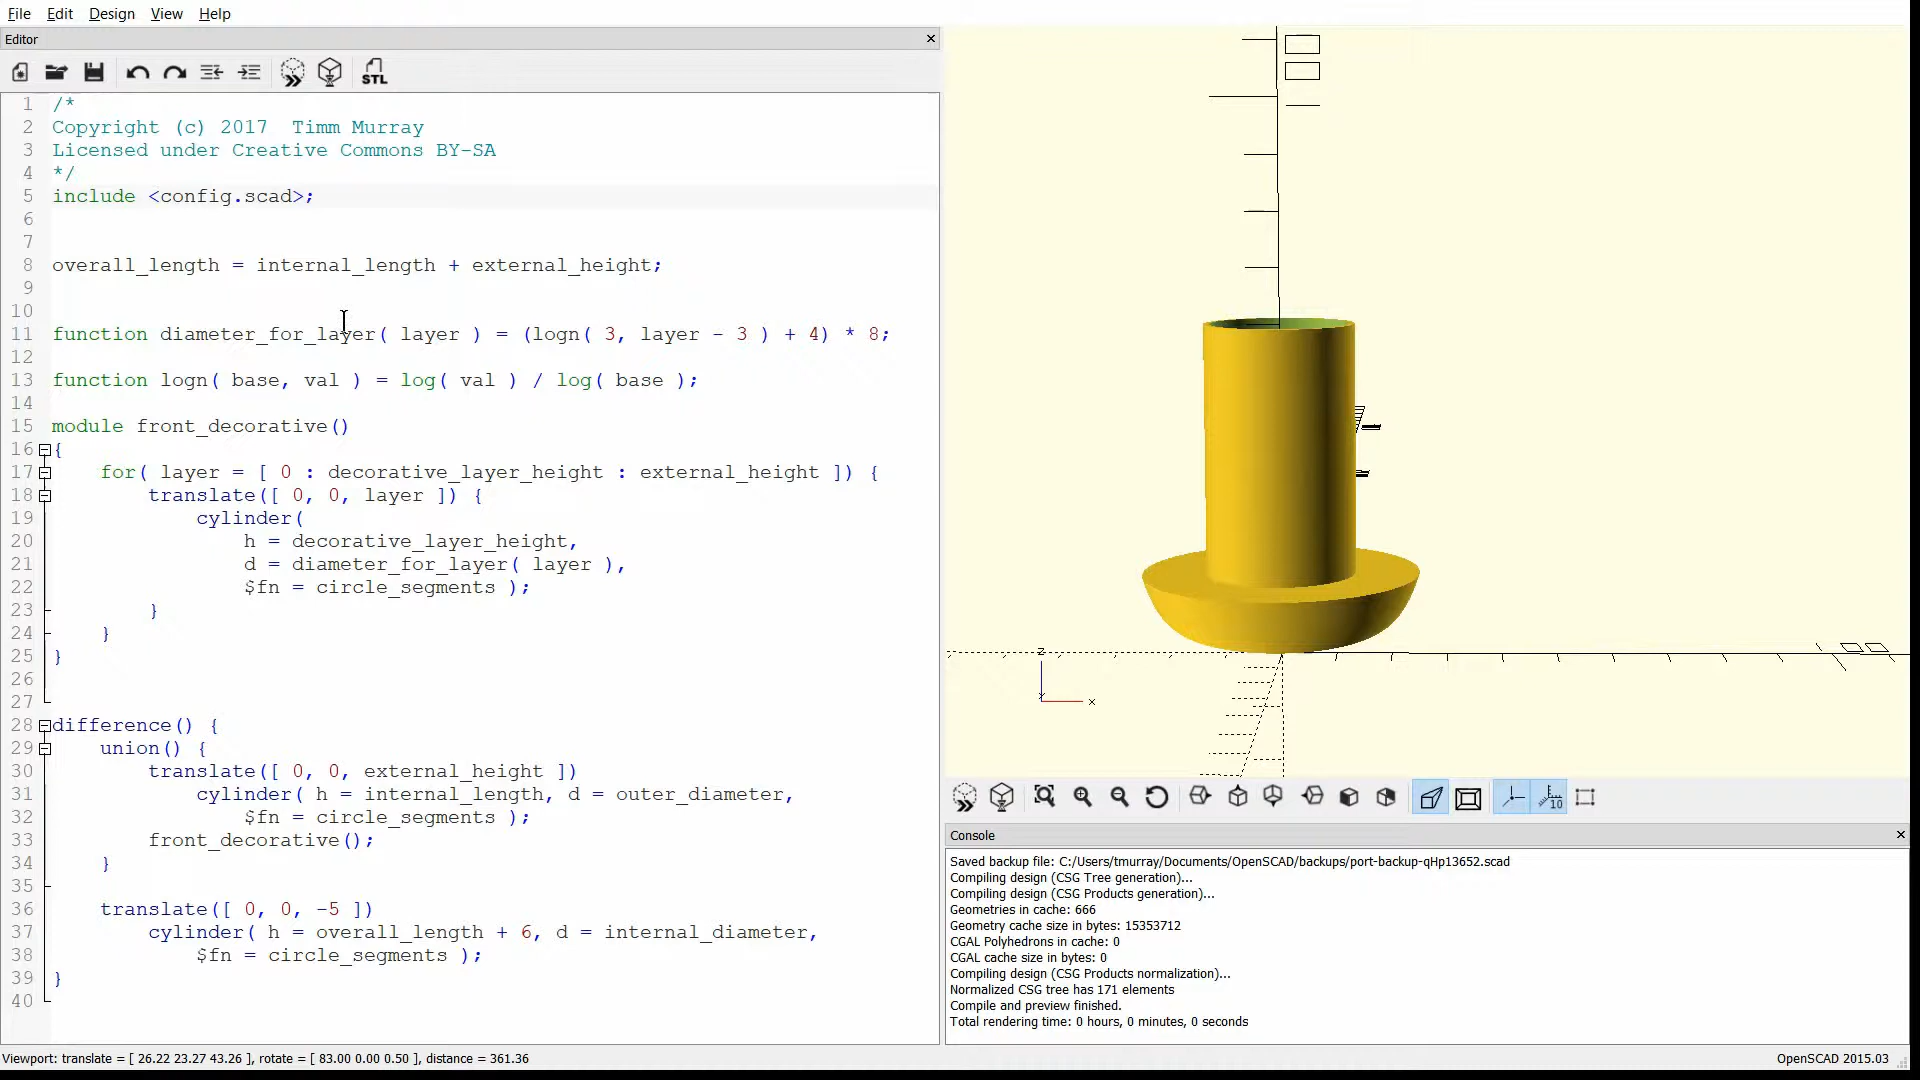 File Edit Design View Help
Editor
STL
1 /*
2 Copyright (c) 2017  Timm Murray
3 Licensed under Creative Commons BY-SA
4 */
5 include <config.scad>;
6
7
8 overall_length = internal_length + external_height;
9
10
11 function diameter_for_layer( layer ) = (logn( 3, layer - 3 ) + 4) * 8;
12
13 function logn( base, val ) = log( val ) / log( base );
14
15 module front_decorative()
16 {
17     for( layer = [ 0 : decorative_layer_height : external_height ]) {
18         translate([ 0, 0, layer ]) {
19             cylinder(
20                 h = decorative_layer_height,
21                 d = diameter_for_layer( layer ),
22                 $fn = circle_segments );
23         }
24     }
25 }
26
27
28 difference() {
29     union() {
30         translate([ 0, 0, external_height ])
31             cylinder( h = internal_length, d = outer_diameter,
32                 $fn = circle_segments );
33         front_decorative();
34     }
35
36     translate([ 0, 0, -5 ])
37         cylinder( h = overall_length + 6, d = internal_diameter,
38             $fn = circle_segments );
39 }
40
z
x
10
Console
Saved backup file: C:/Users/tmurray/Documents/OpenSCAD/backups/port-backup-qHp13652.scad
Compiling design (CSG Tree generation)...
Compiling design (CSG Products generation)...
Geometries in cache: 666
Geometry cache size in bytes: 15353712
CGAL Polyhedrons in cache: 0
CGAL cache size in bytes: 0
Compiling design (CSG Products normalization)...
Normalized CSG tree has 171 elements
Compile and preview finished.
Total rendering time: 0 hours, 0 minutes, 0 seconds
Viewport: translate = [ 26.22 23.27 43.26 ], rotate = [ 83.00 0.00 0.50 ], distance = 361.36
OpenSCAD 2015.03